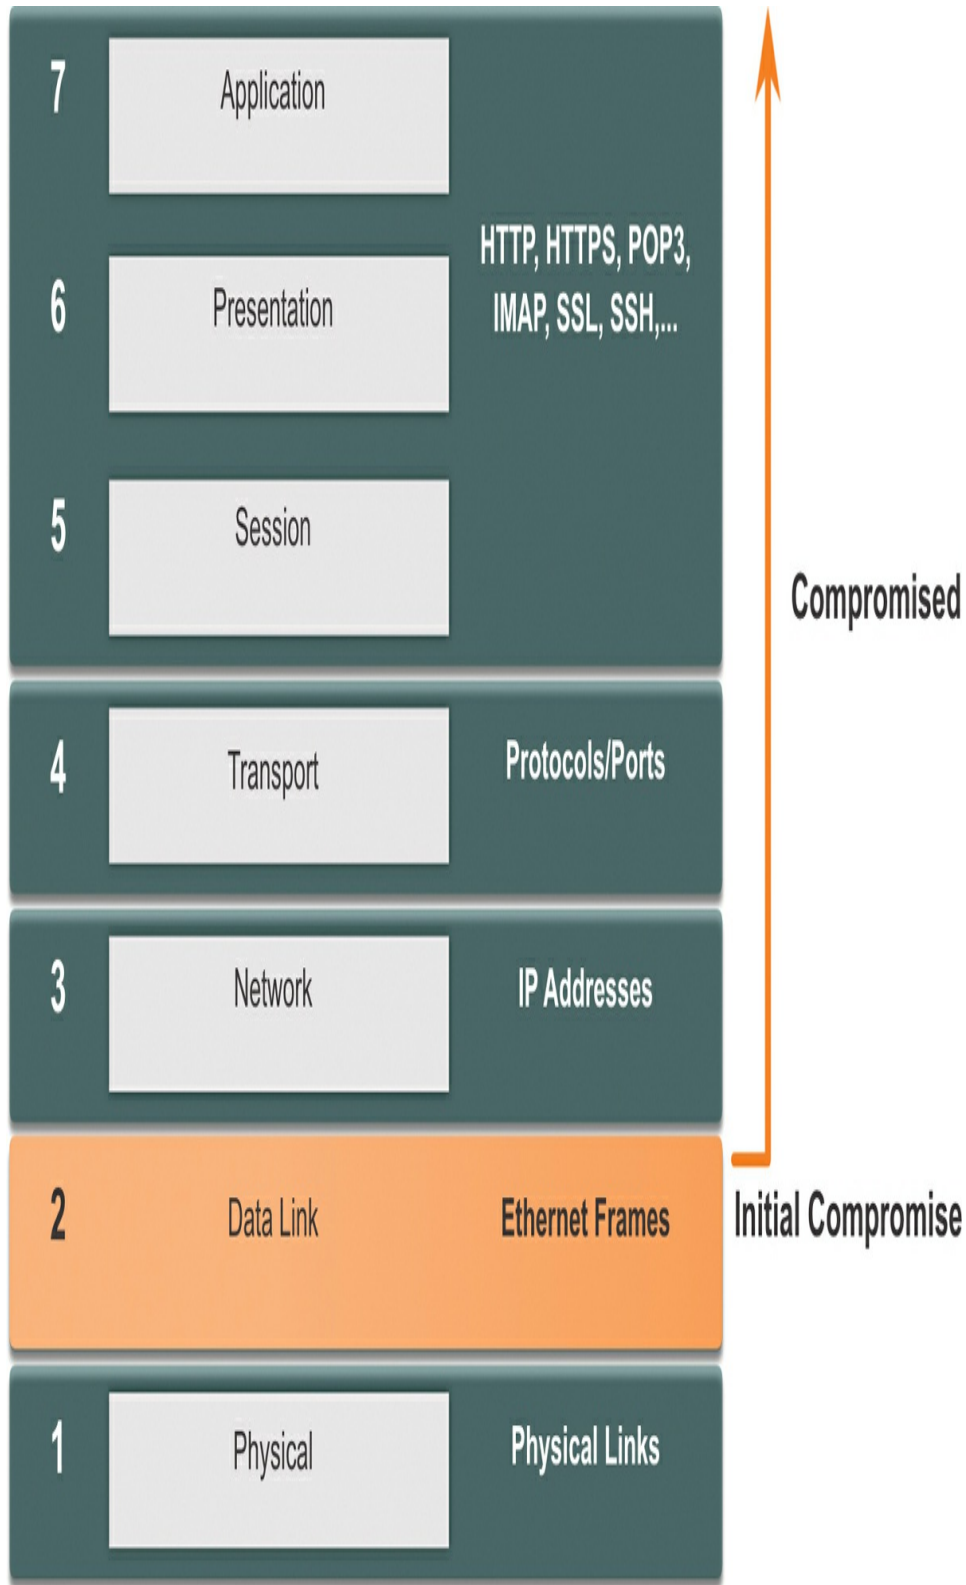 7 Application
HTTP, HTTPS, POP3,
6 Presentation
IMAP, SSL, SSH,...
5 Session
Compromised
4 Transport Protocols/Ports
3 Network IP Addresses
2 Data Link Ethernet Frames Initial Compromise
1 Physical Physical Links